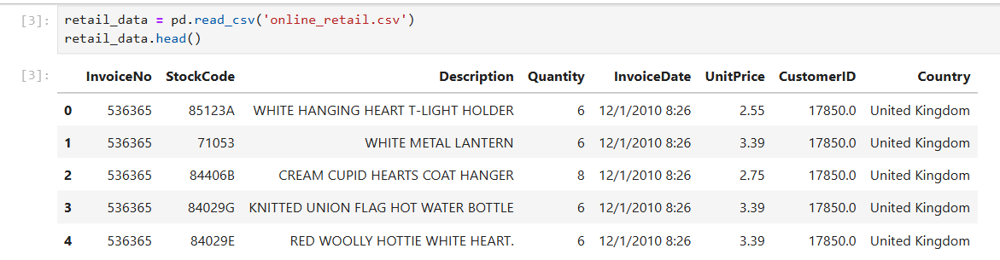 [3]: retail_data = pd.read_csv('online_retail.csv')
retail_data.head()
[3]: InvoiceNo StockCode Description Quantity InvoiceDate UnitPrice CustomerID Country
0 536365 85123A WHITE HANGING HEART T-LIGHT HOLDER 6 12/1/2010 8:26 2.55 17850.0 United Kingdom
1 536365 71053 WHITE METAL LANTERN 6 12/1/2010 8:26 3.39 17850.0 United Kingdom
2 536365 84406B CREAM CUPID HEARTS COAT HANGER 8 12/1/2010 8:26 2.75 17850.0 United Kingdom
3 536365 84029G KNITTED UNION FLAG HOT WATER BOTTLE 6 12/1/2010 8:26 3.39 17850.0 United Kingdom
4 536365 84029E RED WOOLLY HOTTIE WHITE HEART. 6 12/1/2010 8:26 3.39 17850.0 United Kingdom